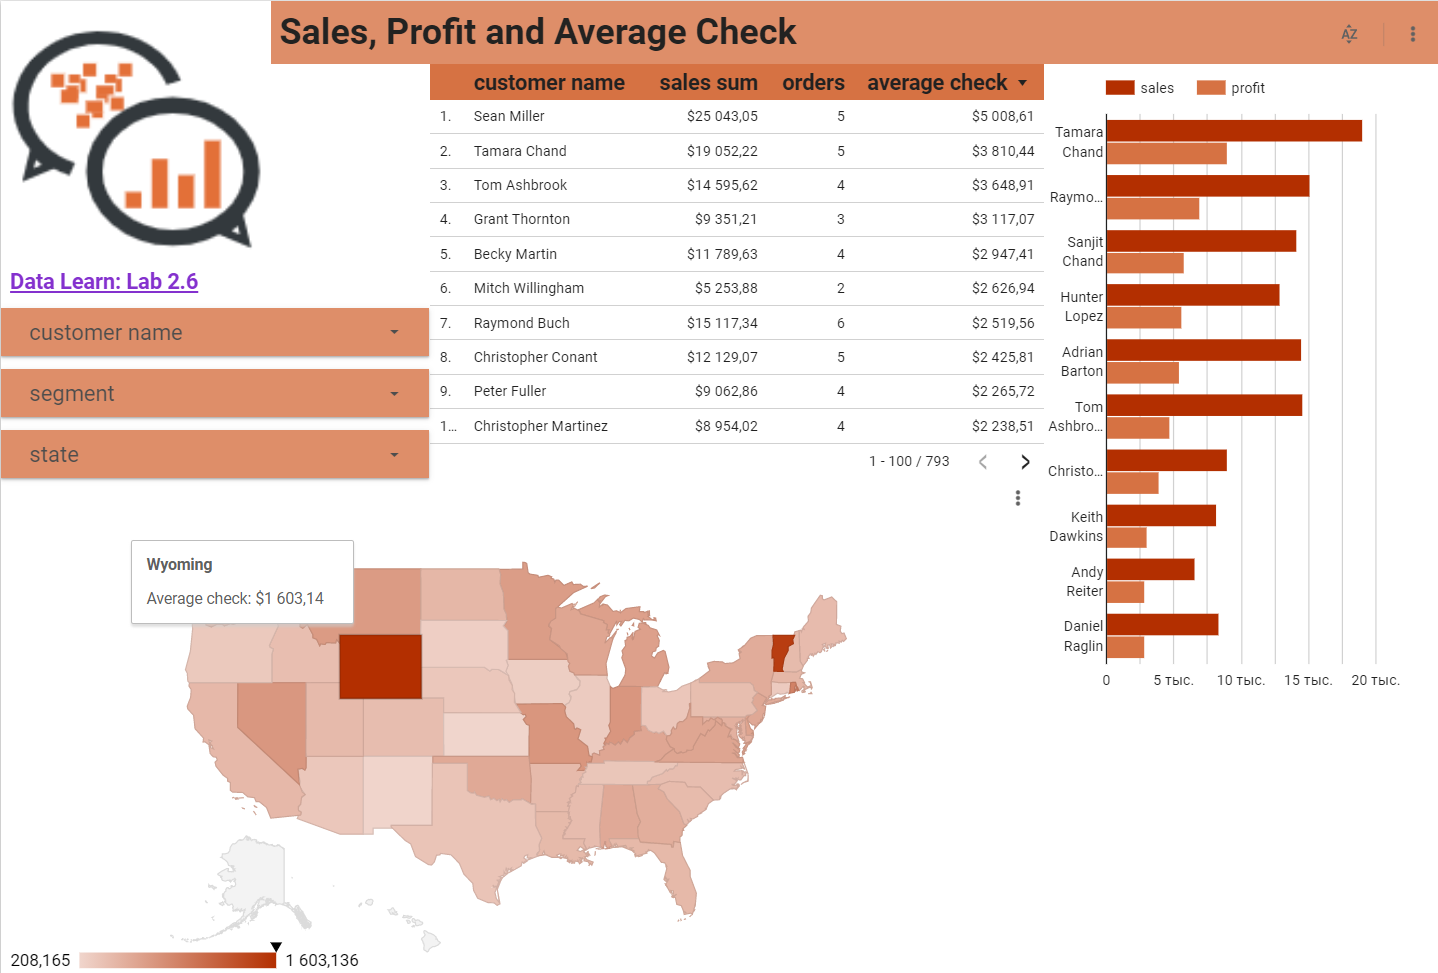 Sales, Profit and Average Check
AZ
Data Learn: Lab 2.6
customer name
segment
state
customer name sales sum orders average check
1. Sean Miller $25 043,05 5 $5 008,61
2. Tamara Chand $19 052,22 5 $3 810,44
3. Tom Ashbrook $14 595,62 4 $3 648,91
4. Grant Thornton $9 351,21 3 $3 117,07
5. Becky Martin $11 789,63 4 $2 947,41
6. Mitch Willingham $5 253,88 2 $2 626,94
7. Raymond Buch $15 117,34 6 $2 519,56
8. Christopher Conant $12 129,07 5 $2 425,81
9. Peter Fuller $9 062,86 4 $2 265,72
1... Christopher Martinez $8 954,02 4 $2 238,51
1 - 100 / 793
sales profit
Tamara
Chand
Raymo...
Sanjit
Chand
Hunter
Lopez
Adrian
Barton
Tom
Ashbro...
Christo...
Keith
Dawkins
Andy
Reiter
Daniel
Raglin
0 5 тыс. 10 тыс. 15 тыс. 20 тыс.
Wyoming
Average check: $1 603,14
208,165 1 603,136